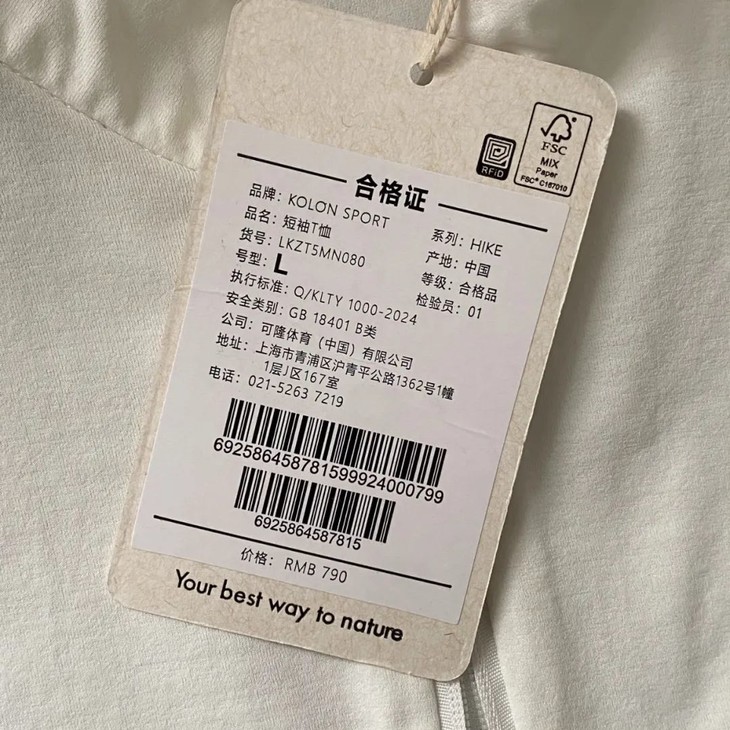 FSC
MIX
Paper
FSC® C167010
RFiD
合格证
品牌：KOLON SPORT
系列：HIKE
品名：短袖T恤
产地：中国
货号：LKZT5MN080
等级：合格品
号型：L
检验员：01
执行标准：Q/KLTY 1000-2024
安全类别：GB 18401 B类
公司：可隆体育（中国）有限公司
地址：上海市青浦区沪青平公路1362号1幢
1层J区167室
电话：021-5263 7219
692586458781599924000799
6925864587815
价格：RMB 790
Your best way to nature